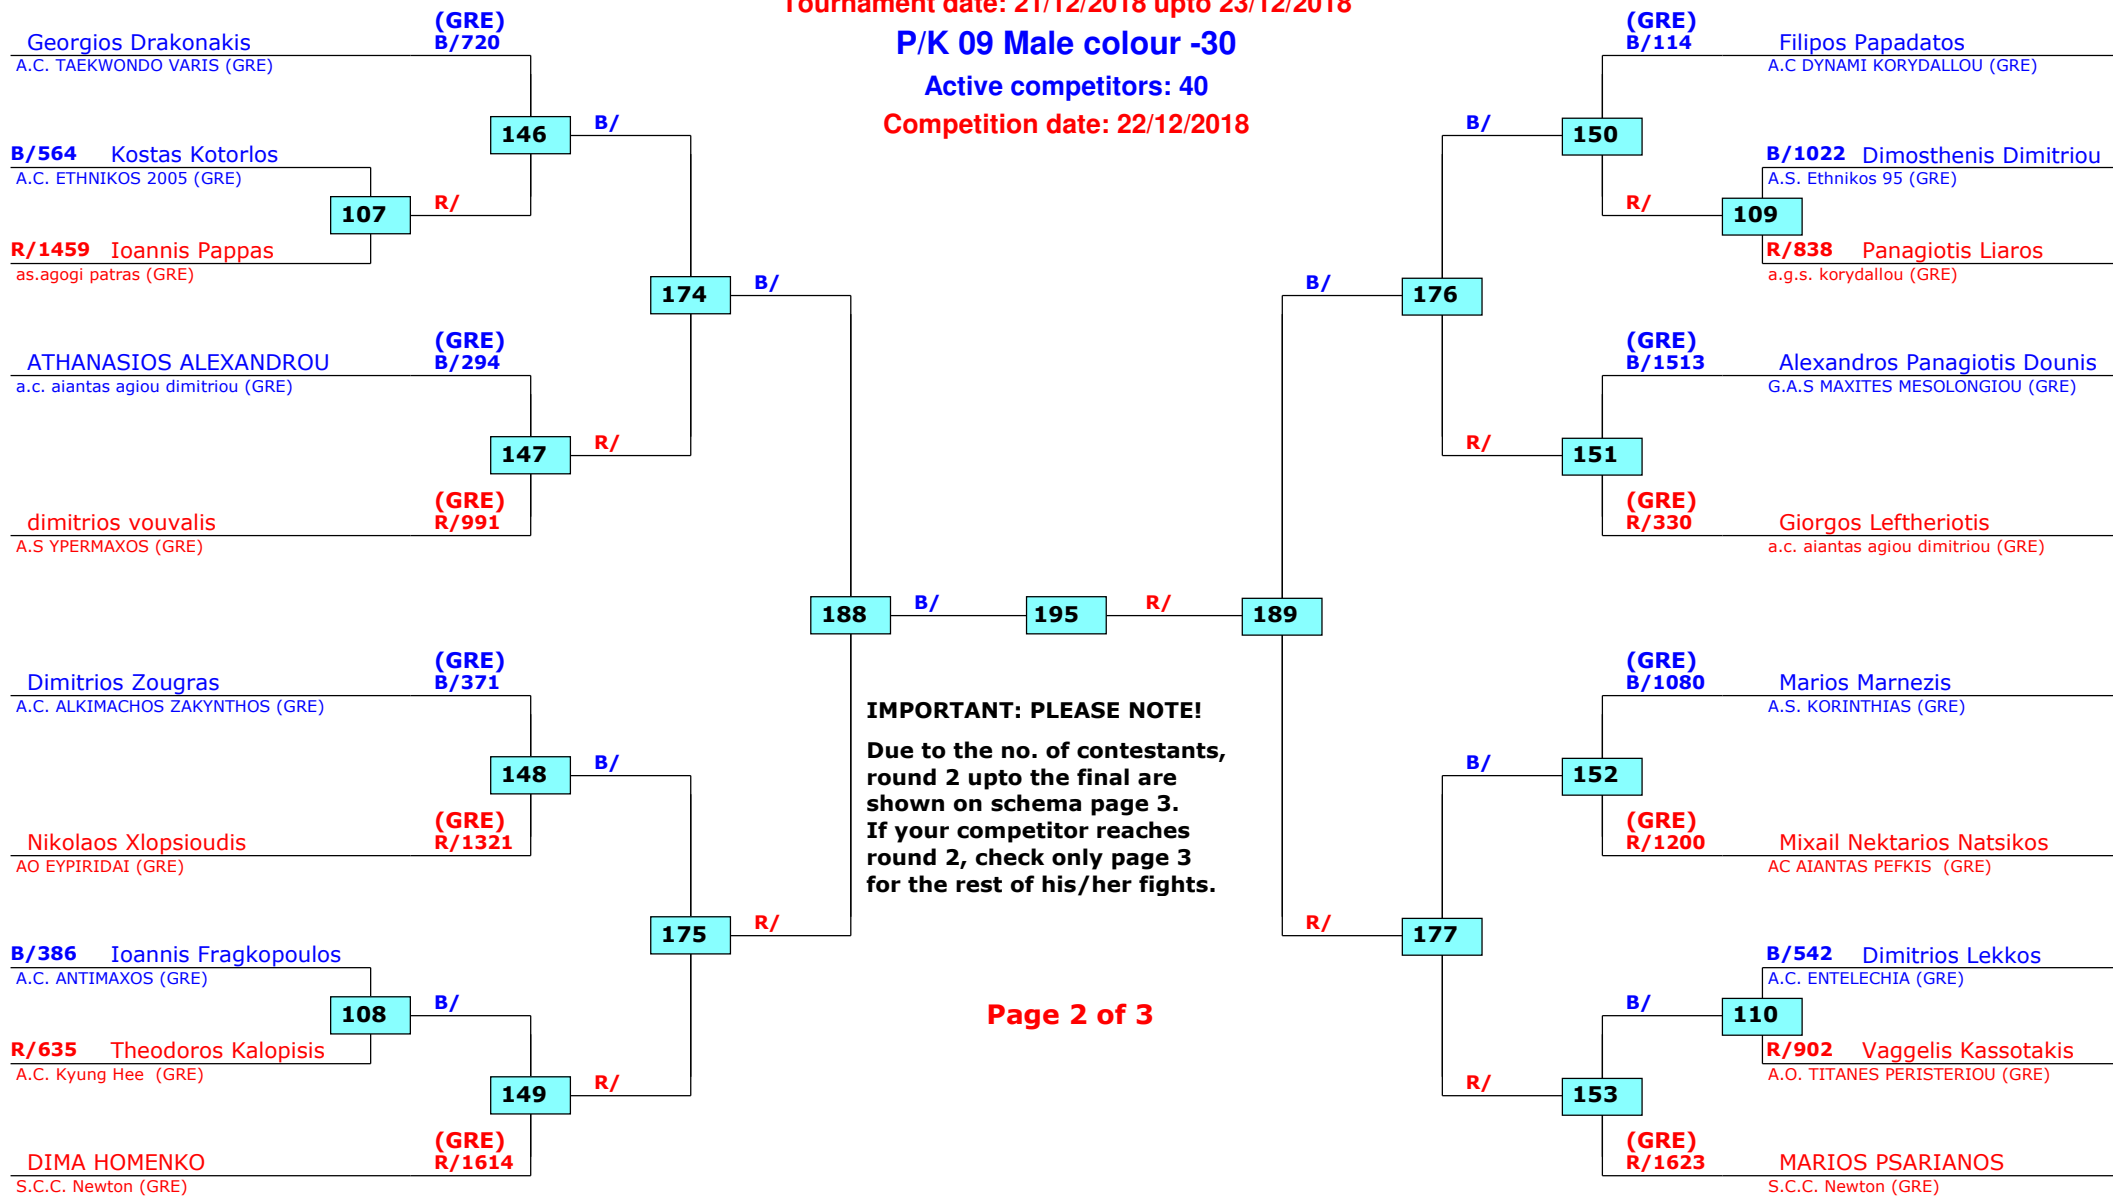 Tournament date: 21/12/2018 upto 23/12/2018
P/K 09 Male colour -30
Active competitors: 40
Competition date: 22/12/2018
(GRE)
Georgios Drakonakis B/720
A.C. TAEKWONDO VARIS (GRE)
146 B/
B/564 Kostas Kotorlos
A.C. ETHNIKOS 2005 (GRE)
107 R/
R/1459 Ioannis Pappas
as.agogi patras (GRE)
174 B/
(GRE)
ATHANASIOS ALEXANDROU B/294
a.c. aiantas agiou dimitriou (GRE)
147 R/
(GRE)
dimitrios vouvalis R/991
A.S YPERMAXOS (GRE)
188 B/ 195 R/ 189
(GRE)
Dimitrios Zougras B/371
A.C. ALKIMACHOS ZAKYNTHOS (GRE)
148 B/
(GRE)
Nikolaos Xlopsioudis R/1321
AO EYPIRIDAI (GRE)
175 R/
B/386 Ioannis Fragkopoulos
A.C. ANTIMAXOS (GRE)
108 B/
R/635 Theodoros Kalopisis
A.C. Kyung Hee (GRE)
149 R/
(GRE)
DIMA HOMENKO R/1614
S.C.C. Newton (GRE)
IMPORTANT: PLEASE NOTE!
Due to the no. of contestants,
round 2 upto the final are
shown on schema page 3.
If your competitor reaches
round 2, check only page 3
for the rest of his/her fights.
Page 2 of 3
(GRE)
B/114 Filipos Papadatos
A.C DYNAMI KORYDALLOU (GRE)
B/ 150
B/1022 Dimosthenis Dimitriou
A.S. Ethnikos 95 (GRE)
R/ 109
R/838 Panagiotis Liaros
a.g.s. korydallou (GRE)
B/ 176
(GRE)
B/1513 Alexandros Panagiotis Dounis
G.A.S MAXITES MESOLONGIOU (GRE)
R/ 151
(GRE)
R/330 Giorgos Leftheriotis
a.c. aiantas agiou dimitriou (GRE)
(GRE)
B/1080 Marios Marnezis
A.S. KORINTHIAS (GRE)
B/ 152
(GRE)
R/1200 Mixail Nektarios Natsikos
AC AIANTAS PEFKIS (GRE)
R/ 177
B/542 Dimitrios Lekkos
A.C. ENTELECHIA (GRE)
B/ 110
R/902 Vaggelis Kassotakis
A.O. TITANES PERISTERIOU (GRE)
R/ 153
(GRE)
R/1623 MARIOS PSARIANOS
S.C.C. Newton (GRE)